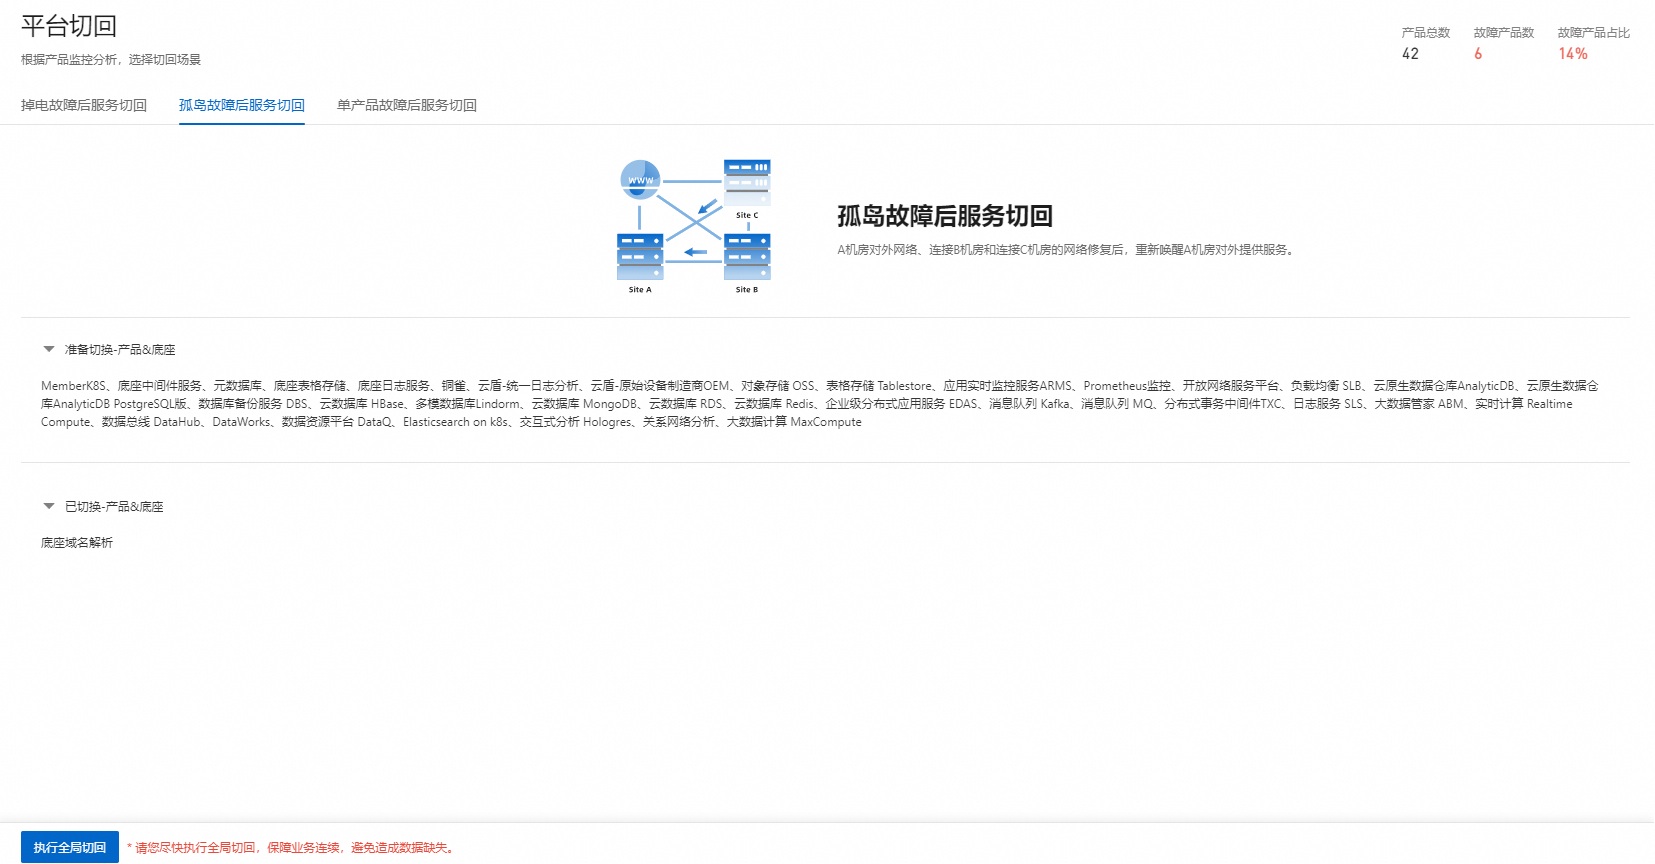 平台切回
根据产品监控分析，选择切回场景
产品总数 故障产品数 故障产品占比
42 6 14%
掉电故障后服务切回 孤岛故障后服务切回 单产品故障后服务切回
WWW
Site C
Site A
Site B
孤岛故障后服务切回
A机房对外网络、连接B机房和连接C机房的网络修复后，重新唤醒A机房对外提供服务。
准备切换-产品&底座
MemberK8S、底座中间件服务、元数据库、底座表格存储、底座日志服务、铜雀、云盾-统一日志分析、云盾-原始设备制造商OEM、对象存储 OSS、表格存储 Tablestore、应用实时监控服务ARMS、Prometheus监控、开放网络服务平台、负载均衡 SLB、云原生数据仓库AnalyticDB、云原生数据仓
库AnalyticDB PostgreSQL版、数据库备份服务 DBS、云数据库 HBase、多模数据库Lindorm、云数据库 MongoDB、云数据库 RDS、云数据库 Redis、企业级分布式应用服务 EDAS、消息队列 Kafka、消息队列 MQ、分布式事务中间件TXC、日志服务 SLS、大数据管家 ABM、实时计算 Realtime
Compute、数据总线 DataHub、DataWorks、数据资源平台 DataQ、Elasticsearch on k8s、交互式分析 Hologres、关系网络分析、大数据计算 MaxCompute
已切换-产品&底座
底座域名解析
执行全局切回 * 请您尽快执行全局切回，保障业务连续，避免造成数据缺失。